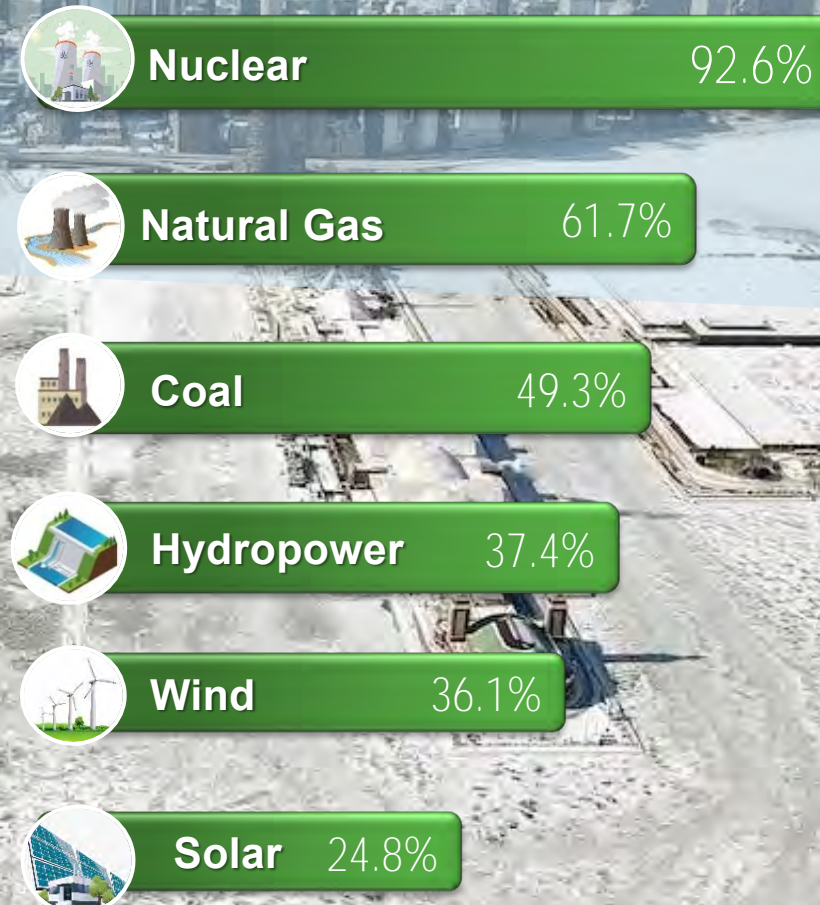 Nuclear 92.6%
Natural Gas 61.7%
Coal 49.3%
Hydropower 37.4%
Wind 36.1%
Solar 24.8%